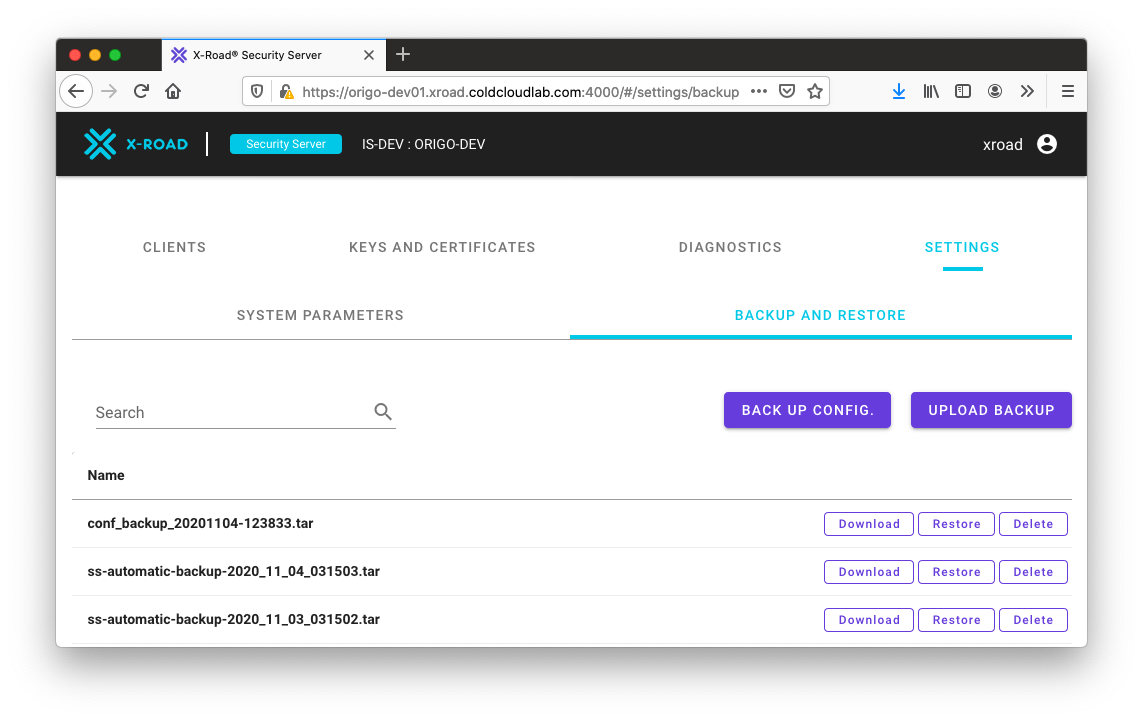 X-Road® Security Server
https://origo-dev01.xroad.coldcloudlab.com:4000/#/settings/backup
X-ROAD Security Server IS-DEV : ORIGO-DEV xroad
CLIENTS KEYS AND CERTIFICATES DIAGNOSTICS SETTINGS
SYSTEM PARAMETERS BACKUP AND RESTORE
Search BACK UP CONFIG. UPLOAD BACKUP
Name
conf_backup_20201104-123833.tar Download Restore Delete
ss-automatic-backup-2020_11_04_031503.tar Download Restore Delete
ss-automatic-backup-2020_11_03_031502.tar Download Restore Delete